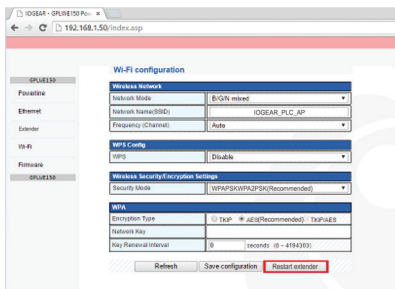 IOGEAR - GPLWE150 Pow
192.168.1.50/index.asp
GPLWE150
Powerline
Ethernet
Extender
Wi-Fi
Firmware
GPLWE150
Wi-Fi configuration
Wireless Network
Network Mode B/G/N mixed
Network Name(SSID) IOGEAR_PLC_AP
Frequency (Channel) Auto
WPS Config
WPS Disable
Wireless Security/Encryption Settings
Security Mode WPAPSKWPA2PSK(Recommended)
WPA
Encryption Type TKIP AES(Recommended) TKIP/AES
Network Key
Key Renewal Interval 0 seconds (0 ~ 4194303)
Refresh Save configuration Restart extender